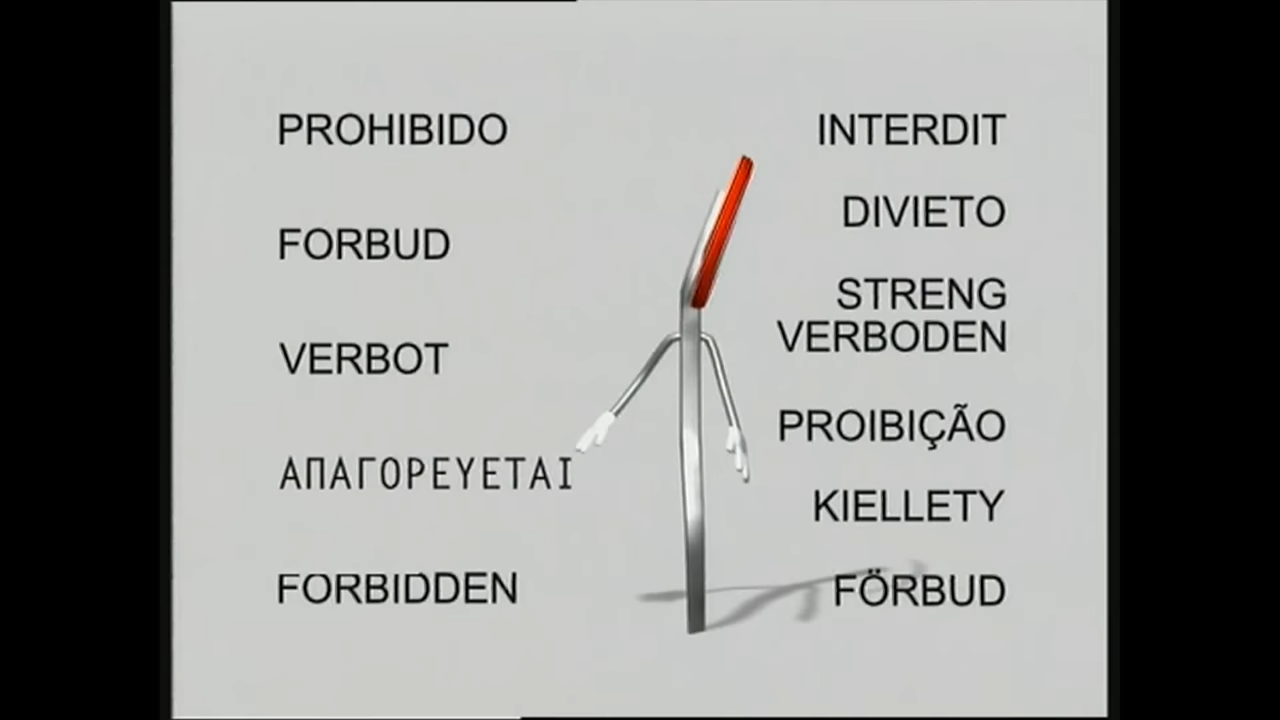 PROHIBIDO
FORBUD
VERBOT
ΑΠΑΓΟΡΕΥΕΤΑΙ
FORBIDDEN
INTERDIT
DIVIETO
STRENG
VERBODEN
PROIBIÇÃO
KIELLETY
FÖRBUD